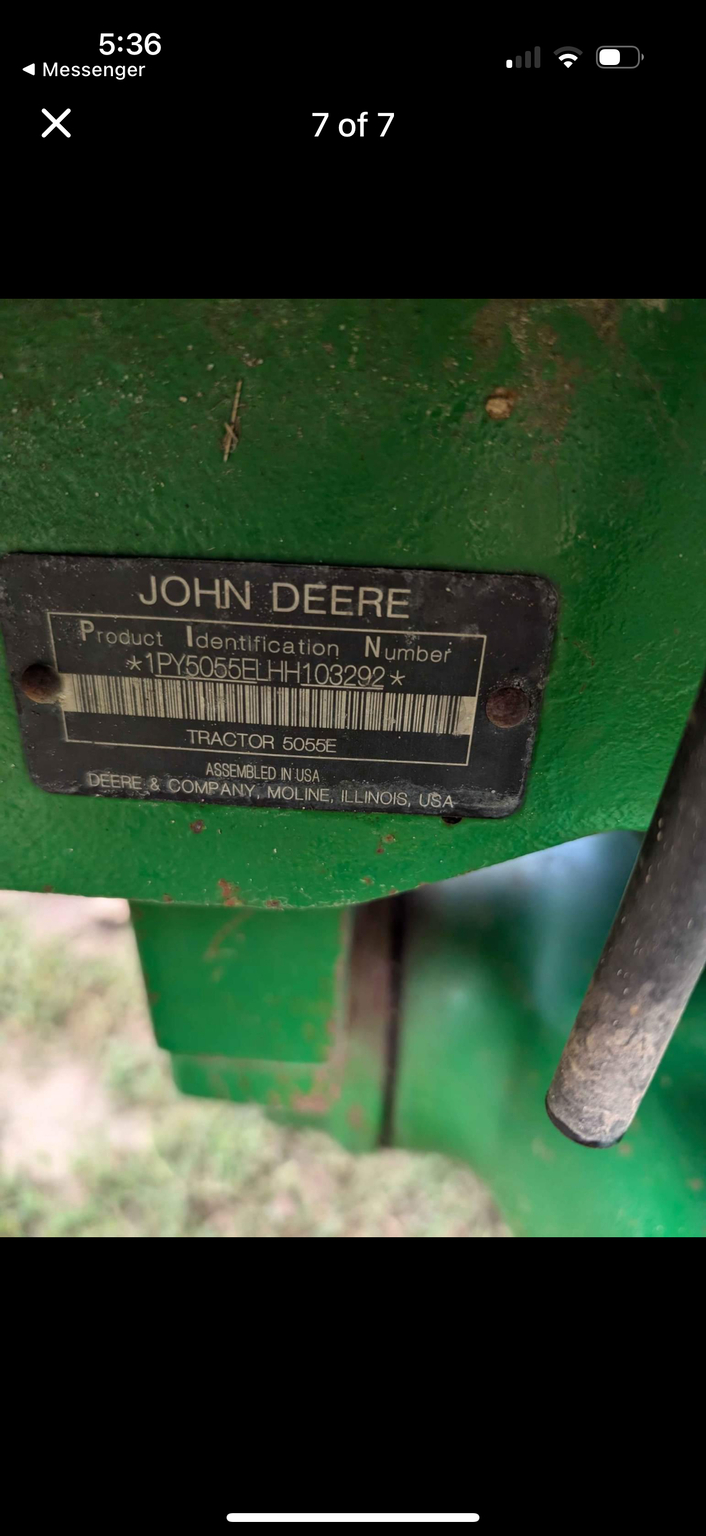 5:36
◀ Messenger
7 of 7
JOHN DEERE
Product Identification Number
*1PY5055ELHH103292*
TRACTOR 5055E
ASSEMBLED IN USA
DEERE & COMPANY, MOLINE, ILLINOIS, USA